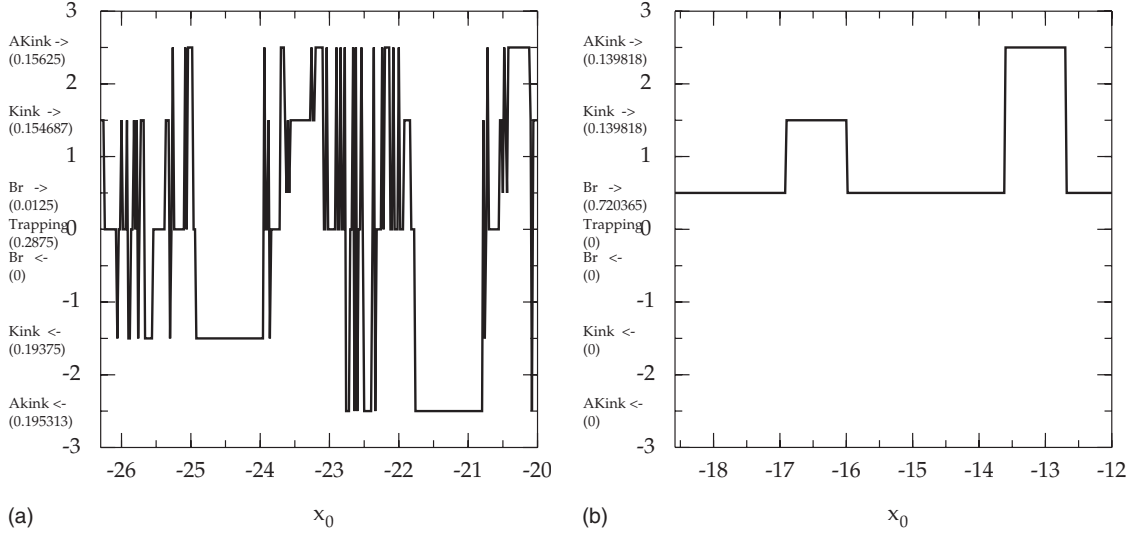 AKink ->
(0.15625)
Kink ->
(0.154687)
Br ->
(0.0125)
Trapping
(0.2875)
Br <-
(0)
Kink <-
(0.19375)
Akink <-
(0.195313)
3
2
1
0
-1
-2
-3
-26 -25 -24 -23 -22 -21 -20
(a)
x0
AKink ->
(0.139818)
Kink ->
(0.139818)
Br ->
(0.720365)
Trapping
(0)
Br <-
(0)
Kink <-
(0)
AKink <-
(0)
3
2
1
0
-1
-2
-3
-18 -17 -16 -15 -14 -13 -12
(b)
x0